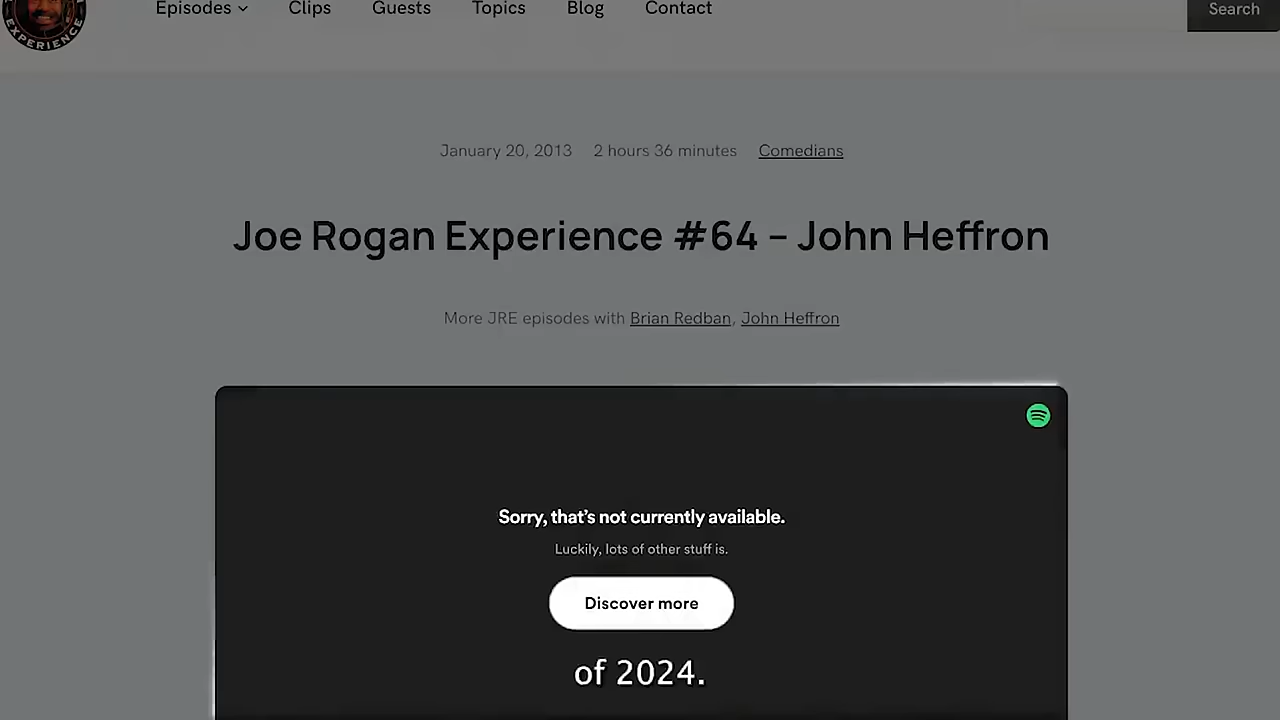 Episodes Clips Guests Topics Blog Contact Search
EXPERIENCE
January 20, 2013 2 hours 36 minutes Comedians
Joe Rogan Experience #64 – John Heffron
More JRE episodes with Brian Redban, John Heffron
Sorry, that's not currently available.
Luckily, lots of other stuff is.
Discover more
of 2024.